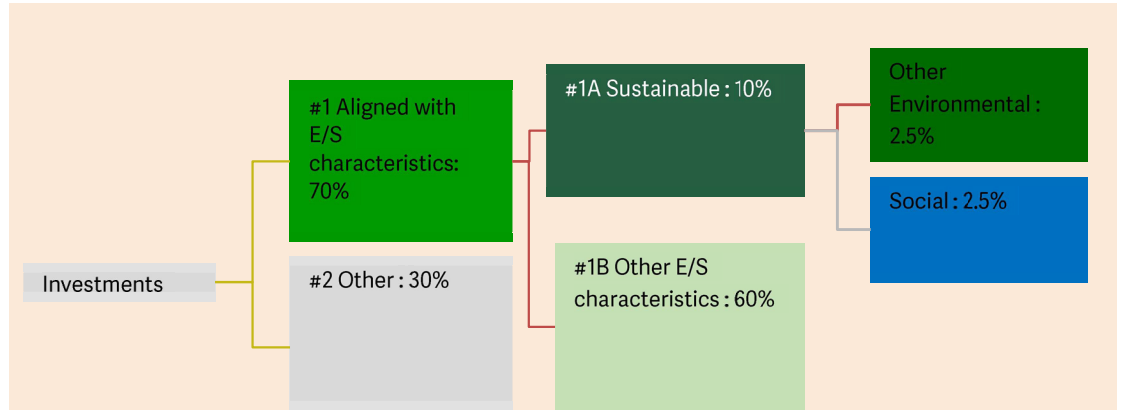 Investments
#1 Aligned with
E/S
characteristics:
70%
#2 Other : 30%
#1A Sustainable : 10%
#1B Other E/S
characteristics : 60%
Other
Environmental :
2.5%
Social : 2.5%